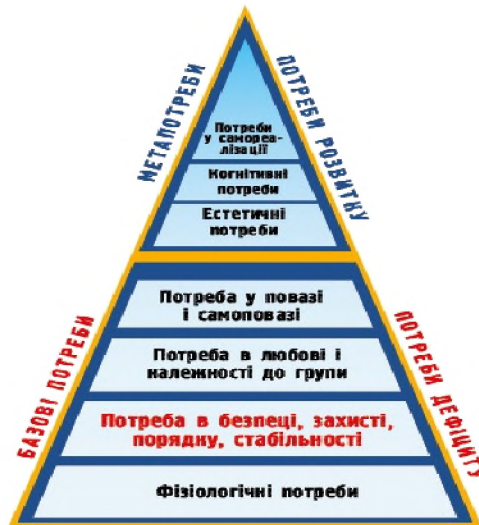 МЕТАПОТРЕБИ
ПОТРЕБИ РОЗВИТКУ
Потреби
у самореа-
лізації
Когнітивні
потреби
Естетичні
потреби
БАЗОВІ ПОТРЕБИ
ПОТРЕБИ ДЕФІЦИТУ
Потреба у повазі
і самоповазі
Потреба в любові і
належності до групи
Потреба в безпеці, захисті,
порядку, стабільності
Фізіологічні потреби